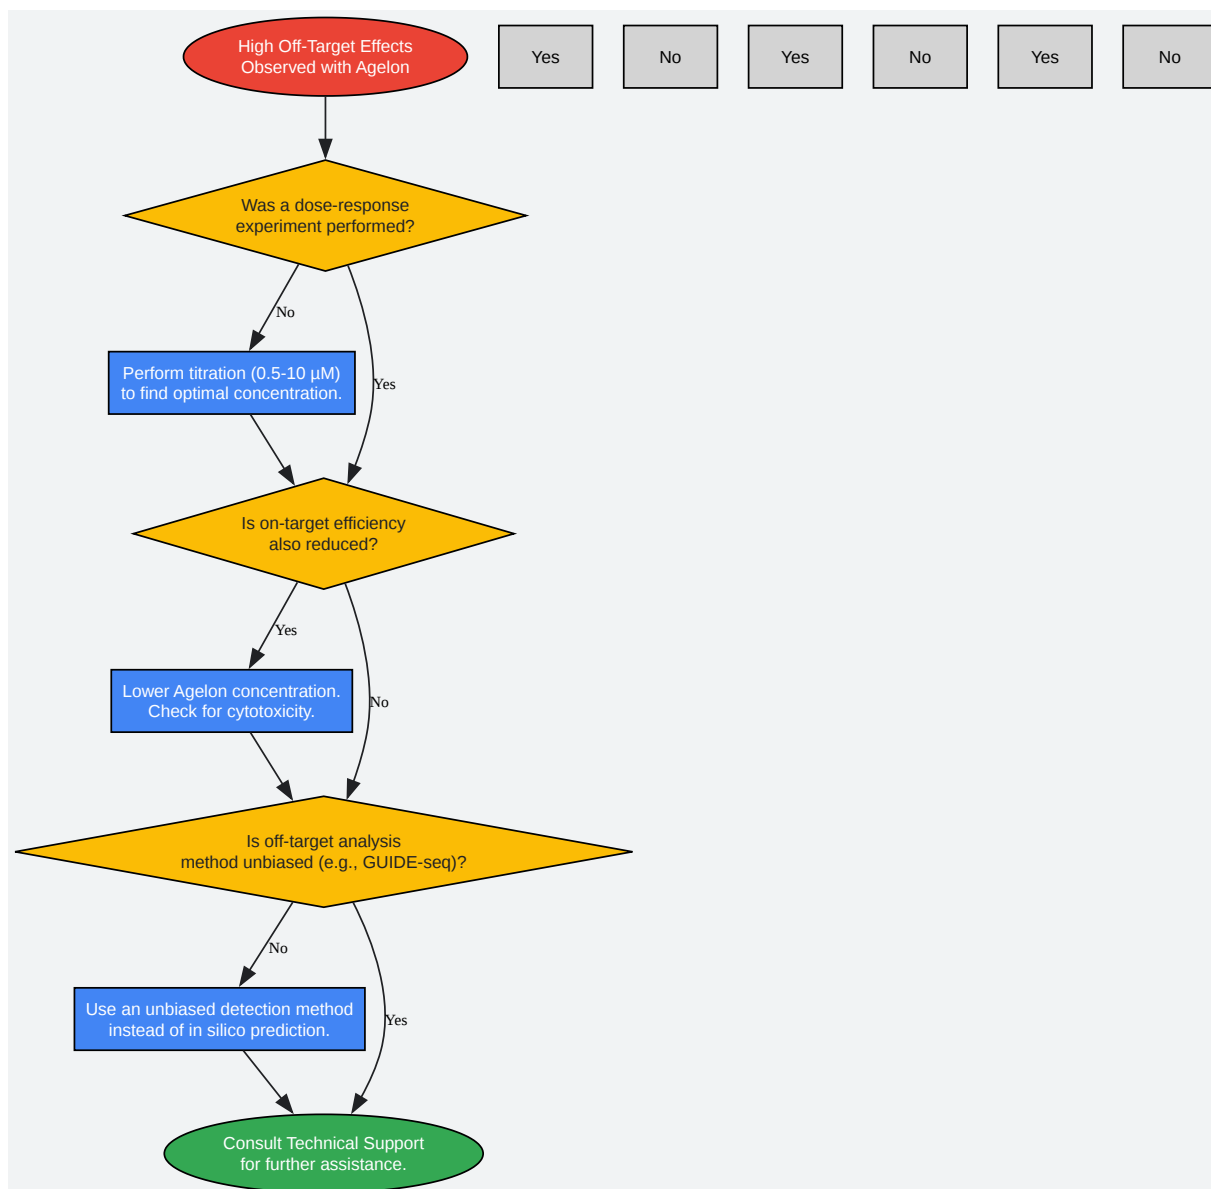 High Off-Target Effects
Observed with Agelon
Yes
No
Yes
No
Yes
No
Was a dose-response
experiment performed?
No
Perform titration (0.5-10 µM)
to find optimal concentration.
Yes
Is on-target efficiency
also reduced?
Yes
Lower Agelon concentration.
Check for cytotoxicity.
No
Is off-target analysis
method unbiased (e.g., GUIDE-seq)?
No
Use an unbiased detection method
instead of in silico prediction.
Yes
Consult Technical Support
for further assistance.